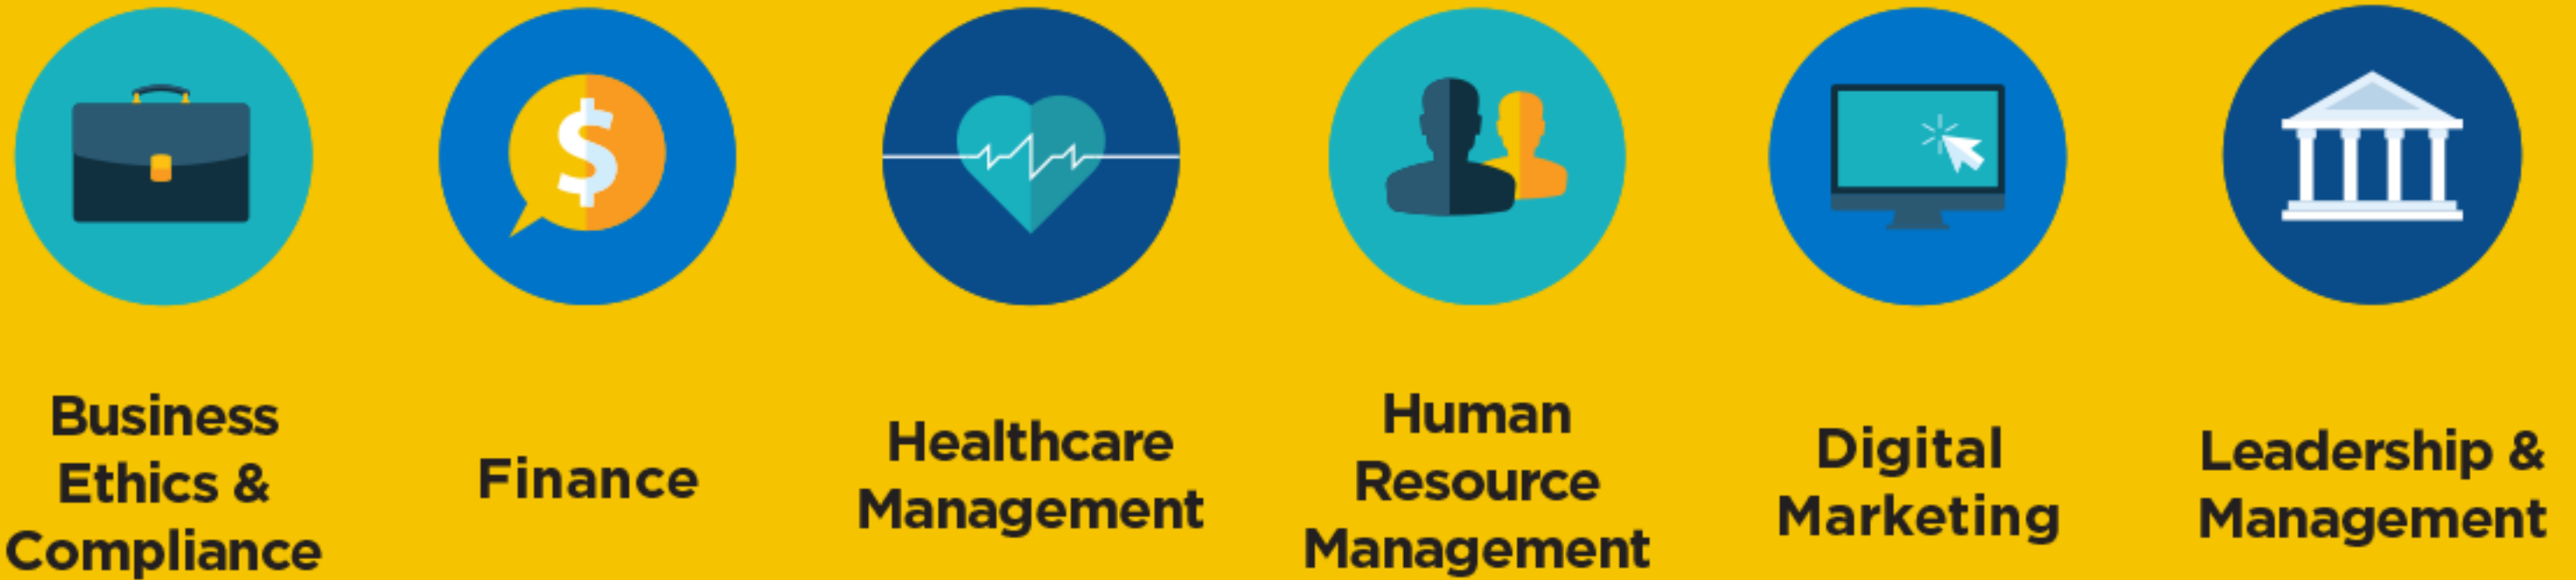 Business
Ethics &
Compliance
Finance
Healthcare
Management
Human
Resource
Management
Digital
Marketing
Leadership &
Management